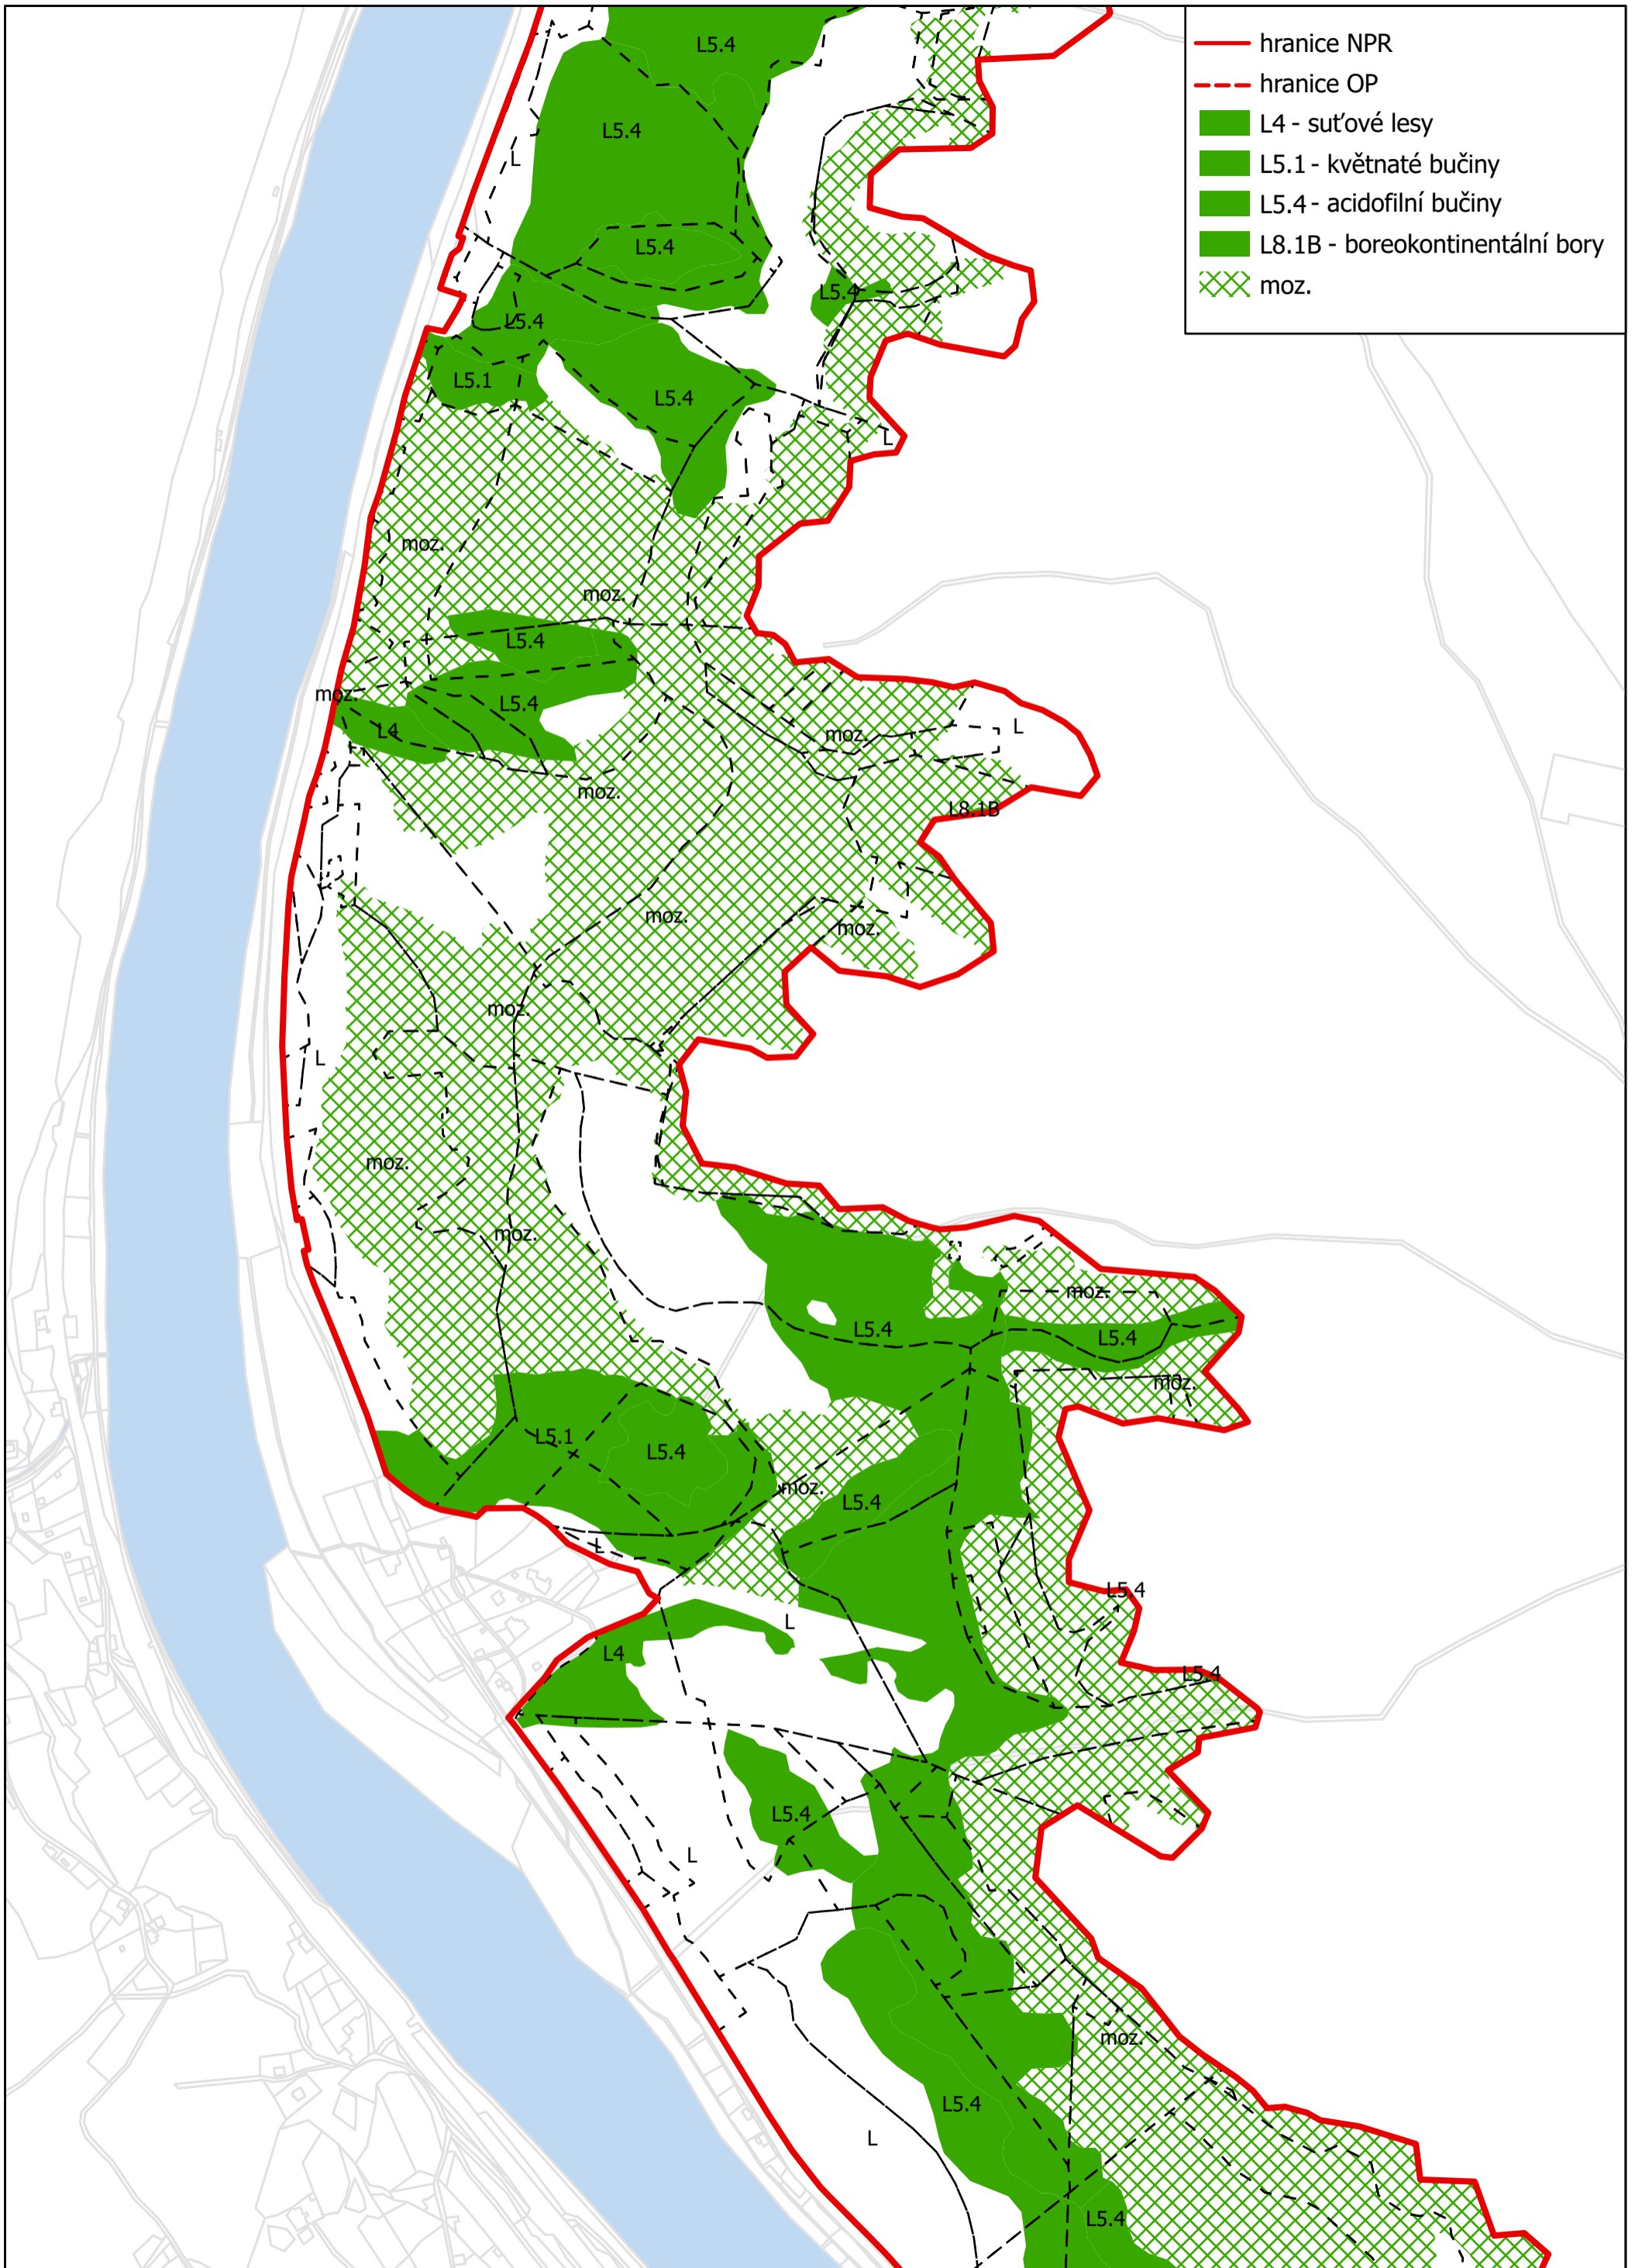 hranice NPR
hranice OP
L4 - suťové lesy
L5.1 - květnaté bučiny
L5.4 - acidofilní bučiny
L8.1B - boreokontinentální bory
moz.
L5.4
L5.4
L
L5.4
L5.4
L5.4
L5.1
L5.4
L
moz.
moz.
L5.4
moz.
L5.4
L
L4
moz.
moz.
L8.1B
moz.
moz.
moz.
L
moz.
moz.
moz.
L5.4
L5.4
moz.
L5.1
L5.4
moz.
L5.4
L
L5.4
L
L4
L5.4
L5.4
L
moz.
L5.4
L
L5.4